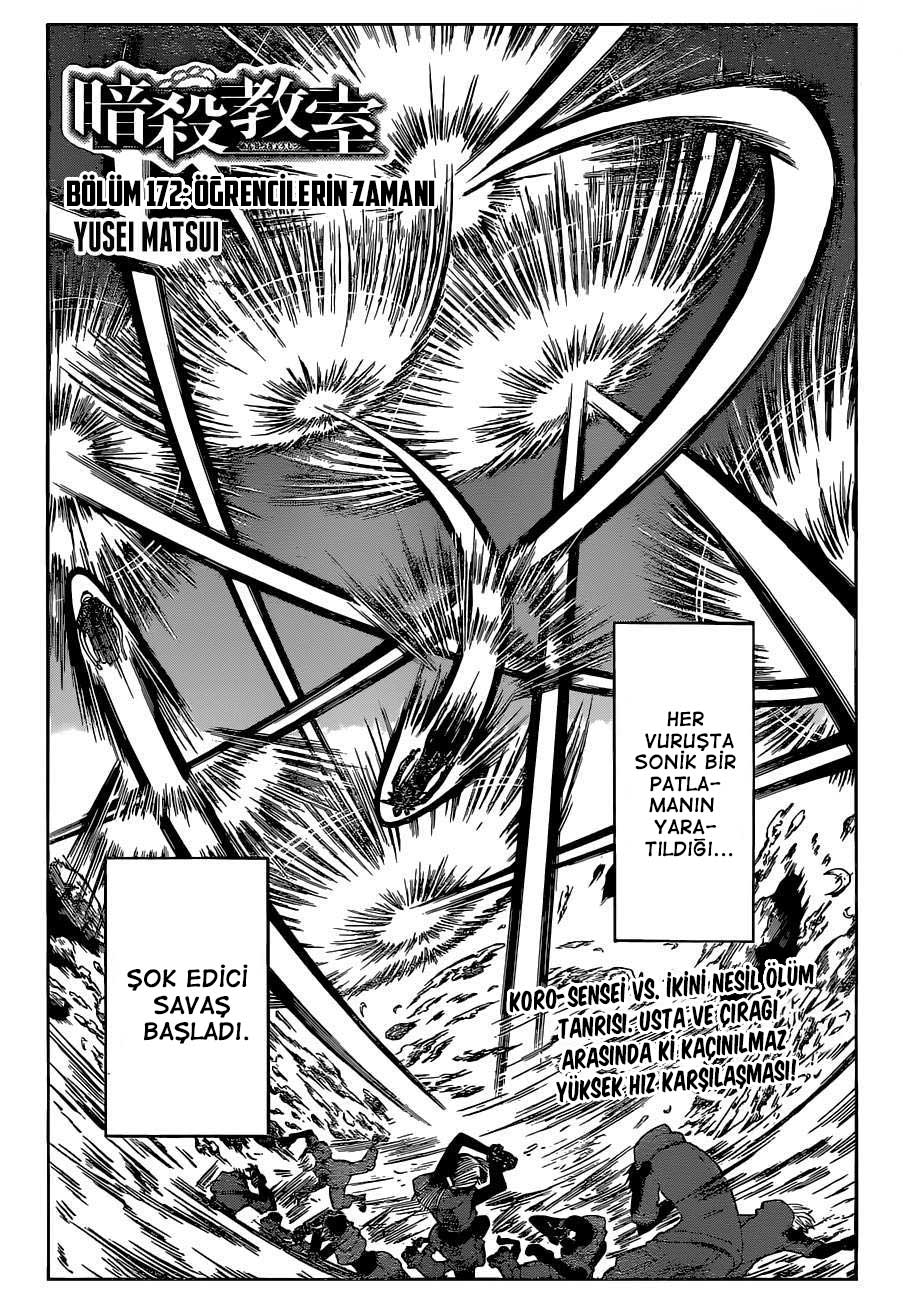 暗殺教室
BÖLÜM 172: ÖĞRENCİLERİN ZAMANI
YUSEI MATSUI
HER
VURUŞTA
SONİK BİR
PATLA-
MANIN
YARA-
TILDIĞI...
ŞOK EDİCİ
SAVAŞ
BAŞLADI.
KORO-SENSEI VS. İKİNİ NESİL ÖLÜM
TANRISI. USTA VE ÇIRAĞI
ARASINDA Kİ KAÇINILMAZ
YÜKSEK HIZ KARŞILAŞMASI!